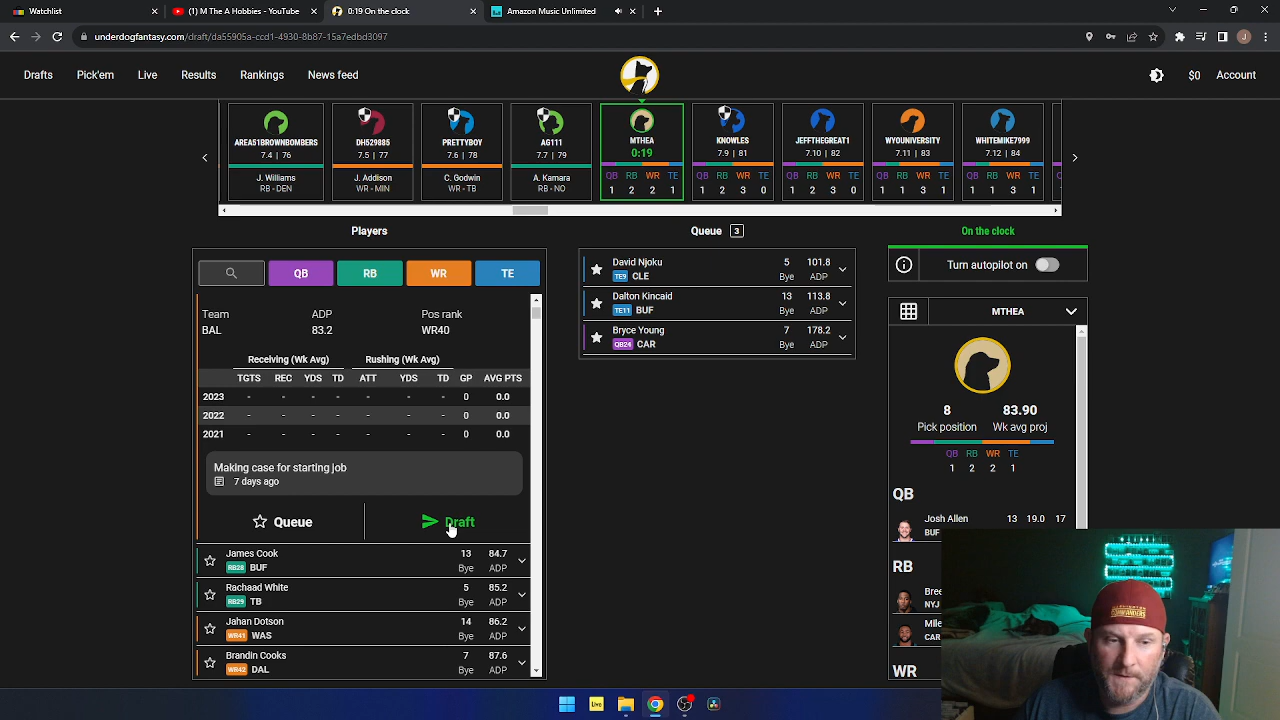 Watchlist
(1) M The A Hobbies - YouTube
0:19 On the clock
Amazon Music Unlimited
underdogfantasy.com/draft/da55905a-ccd1-4930-8b87-15a7edbd3097
J
Drafts Pick'em Live Results Rankings News feed
$0 Account
AREA51BROWNBOMBERS DH529885 PRETTYBOY AG111 MTHEA KNOWLES JEFFTHEGREAT1 WYOUNIVERSITY WHITEMIKE7999
7.4 | 76 7.5 | 77 7.6 | 78 7.7 | 79 0:19 7.9 | 81 7.10 | 82 7.11 | 83 7.12 | 84
J. Williams J. Addison C. Godwin A. Kamara QB RB WR TE QB RB WR TE QB RB WR TE QB RB WR TE QB RB WR TE
RB - DEN WR - MIN WR - TB RB - NO 1 2 2 1 1 2 3 0 1 2 3 0 1 1 3 1 1 1 3 1
Players
QB RB WR TE
Team ADP Pos rank
BAL 83.2 WR40
Receiving (Wk Avg) Rushing (Wk Avg)
TGTS REC YDS TD ATT YDS TD GP AVG PTS
2023 - - - - - - - 0 0.0
2022 - - - - - - - 0 0.0
2021 - - - - - - - 0 0.0
Making case for starting job
7 days ago
Queue Draft
James Cook 13 84.7
RB28 BUF Bye ADP
Rachaad White 5 85.2
RB29 TB Bye ADP
Jahan Dotson 14 86.2
WR41 WAS Bye ADP
Brandin Cooks 7 87.6
WR42 DAL Bye ADP
Queue 3
David Njoku 5 101.8
TE9 CLE Bye ADP
Dalton Kincaid 13 113.8
TE11 BUF Bye ADP
Bryce Young 7 178.2
QB24 CAR Bye ADP
On the clock
Turn autopilot on
MTHEA
8 83.90
Pick position Wk avg proj
QB RB WR TE
1 2 2 1
QB
Josh Allen 13 19.0 17
BUF
RB
Bree
NYJ
Mile
CAR
WR
Live
COMMANDERS